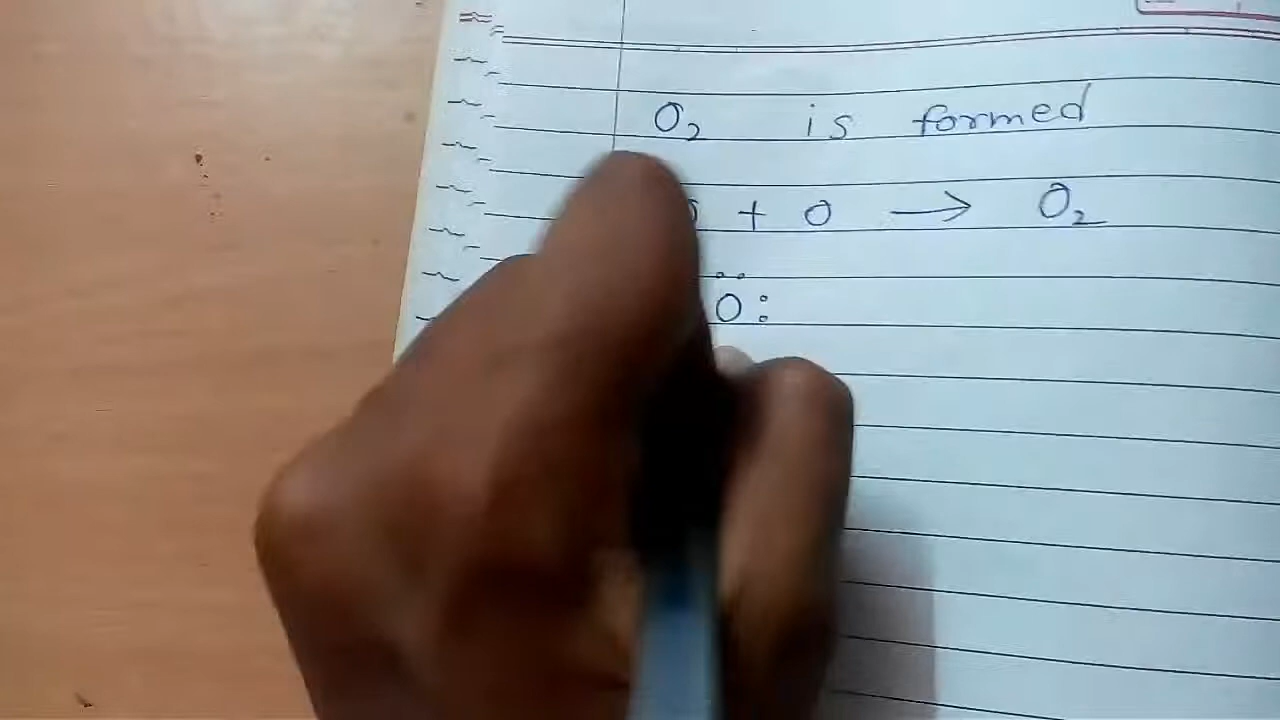 O₂ is formed
+ O → O₂
O: